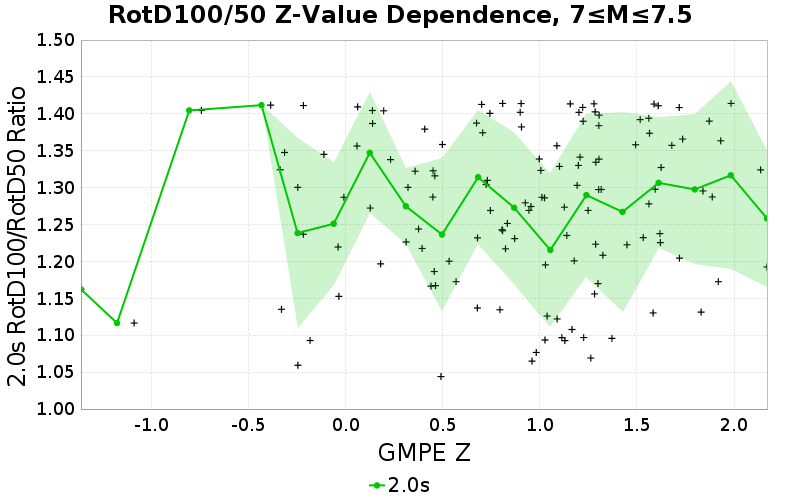 RotD100/50 Z-Value Dependence, 7≤M≤7.5
2.0s RotD100/RotD50 Ratio
1.50
1.45
1.40
1.35
1.30
1.25
1.20
1.15
1.10
1.05
1.00
-1.0 -0.5 0.0 0.5 1.0 1.5 2.0
GMPE Z
2.0s